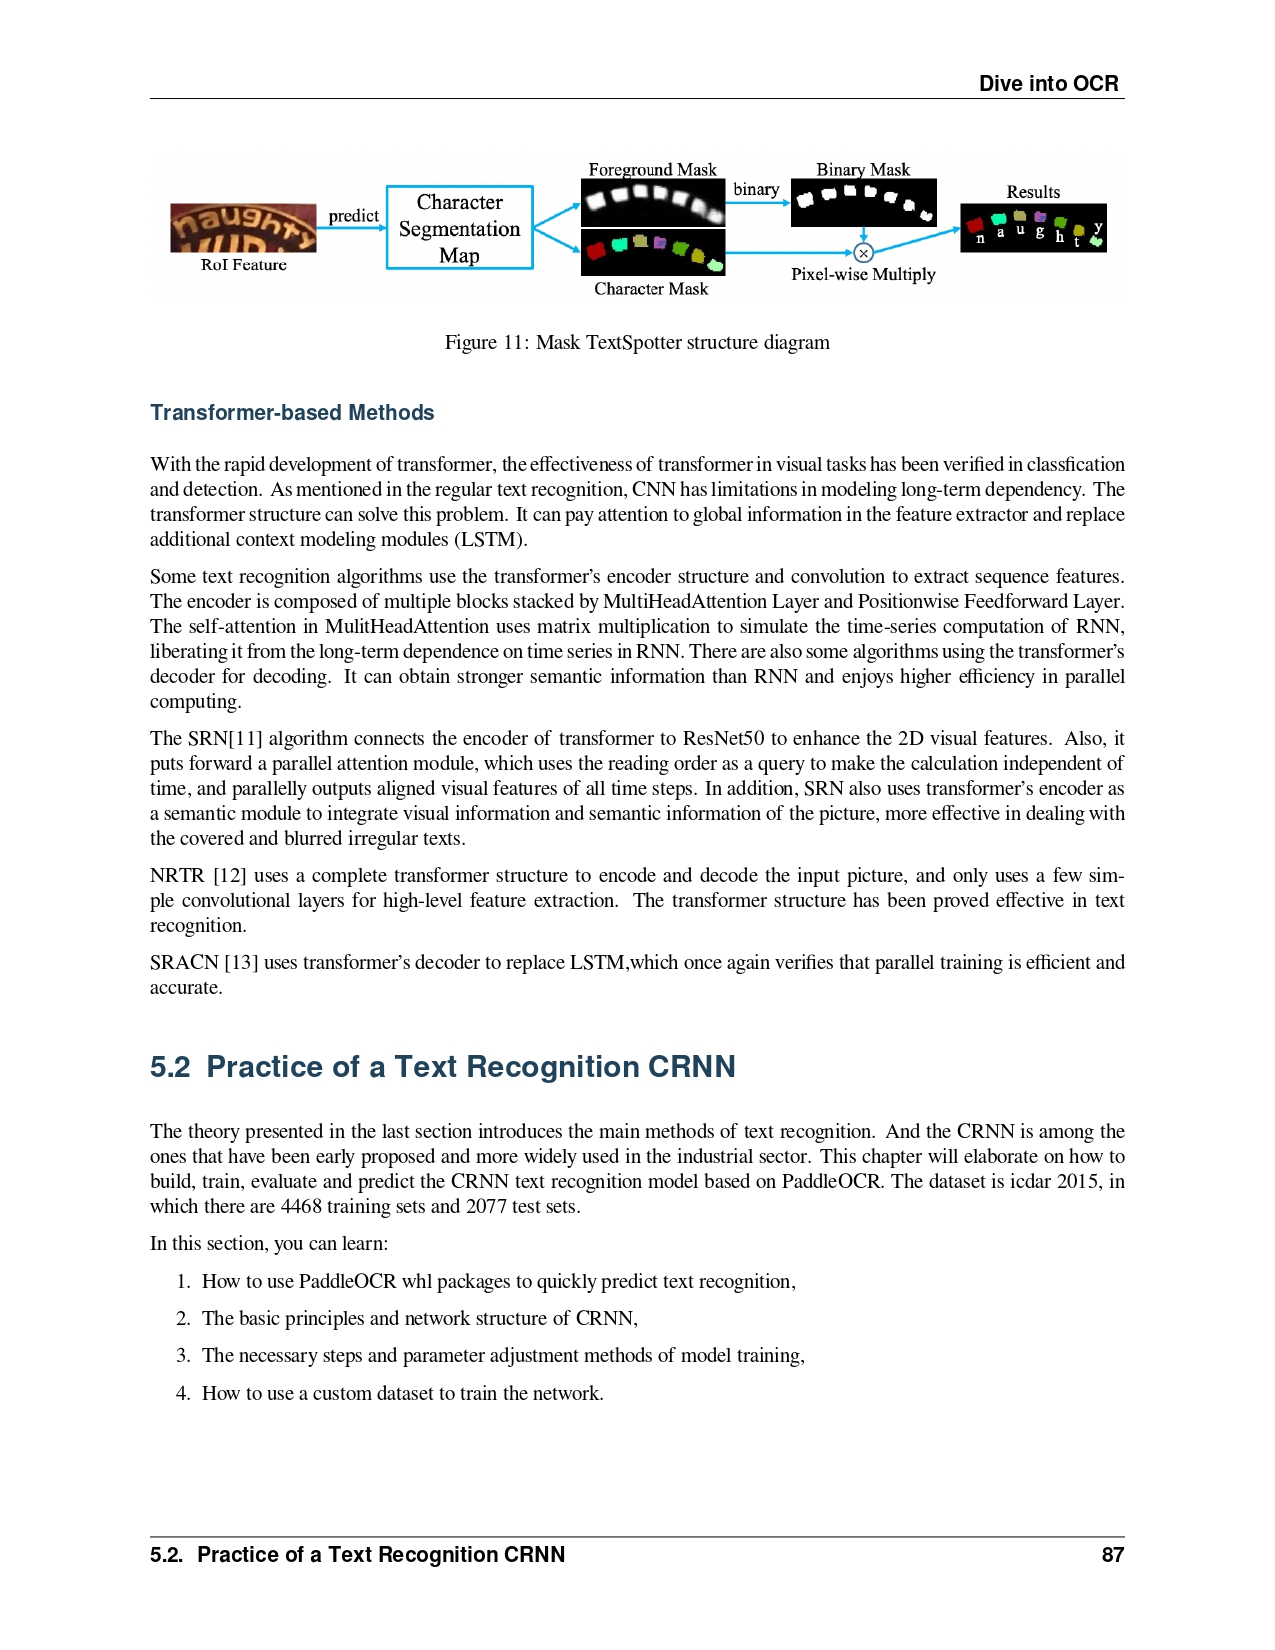 Dive into OCR
Foreground Mask
Binary Mask
binary
Results
naughty
MUD
predict
Character
Segmentation
Map
n a u g h t y
RoI Feature
Pixel-wise Multiply
Character Mask
Figure 11: Mask TextSpotter structure diagram
Transformer-based Methods
With the rapid development of transformer, the effectiveness of transformer in visual tasks has been verified in classfication
and detection. As mentioned in the regular text recognition, CNN has limitations in modeling long-term dependency. The
transformer structure can solve this problem. It can pay attention to global information in the feature extractor and replace
additional context modeling modules (LSTM).
Some text recognition algorithms use the transformer’s encoder structure and convolution to extract sequence features.
The encoder is composed of multiple blocks stacked by MultiHeadAttention Layer and Positionwise Feedforward Layer.
The self-attention in MulitHeadAttention uses matrix multiplication to simulate the time-series computation of RNN,
liberating it from the long-term dependence on time series in RNN. There are also some algorithms using the transformer’s
decoder for decoding. It can obtain stronger semantic information than RNN and enjoys higher efficiency in parallel
computing.
The SRN[11] algorithm connects the encoder of transformer to ResNet50 to enhance the 2D visual features. Also, it
puts forward a parallel attention module, which uses the reading order as a query to make the calculation independent of
time, and parallelly outputs aligned visual features of all time steps. In addition, SRN also uses transformer’s encoder as
a semantic module to integrate visual information and semantic information of the picture, more effective in dealing with
the covered and blurred irregular texts.
NRTR [12] uses a complete transformer structure to encode and decode the input picture, and only uses a few sim-
ple convolutional layers for high-level feature extraction. The transformer structure has been proved effective in text
recognition.
SRACN [13] uses transformer’s decoder to replace LSTM,which once again verifies that parallel training is efficient and
accurate.
5.2 Practice of a Text Recognition CRNN
The theory presented in the last section introduces the main methods of text recognition. And the CRNN is among the
ones that have been early proposed and more widely used in the industrial sector. This chapter will elaborate on how to
build, train, evaluate and predict the CRNN text recognition model based on PaddleOCR. The dataset is icdar 2015, in
which there are 4468 training sets and 2077 test sets.
In this section, you can learn:
1. How to use PaddleOCR whl packages to quickly predict text recognition,
2. The basic principles and network structure of CRNN,
3. The necessary steps and parameter adjustment methods of model training,
4. How to use a custom dataset to train the network.
5.2. Practice of a Text Recognition CRNN 87